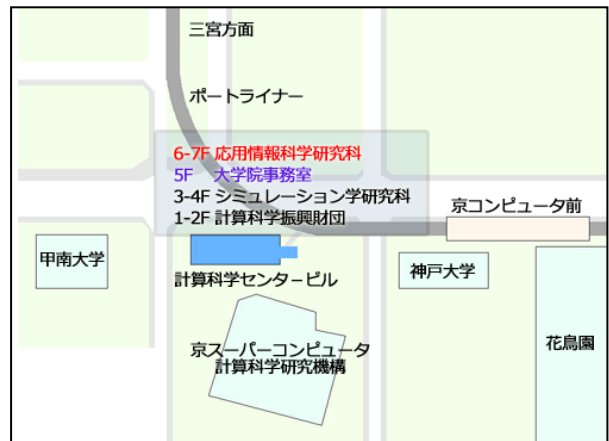 三宮方面
ポートライナー
6-7F 応用情報科学研究科
5F 大学院事務室
3-4F シミュレーション学研究科
1-2F 計算科学振興財団
京コンピュータ前
甲南大学
神戸大学
計算科学センタービル
花鳥園
京スーパーコンピュータ
計算科学研究機構